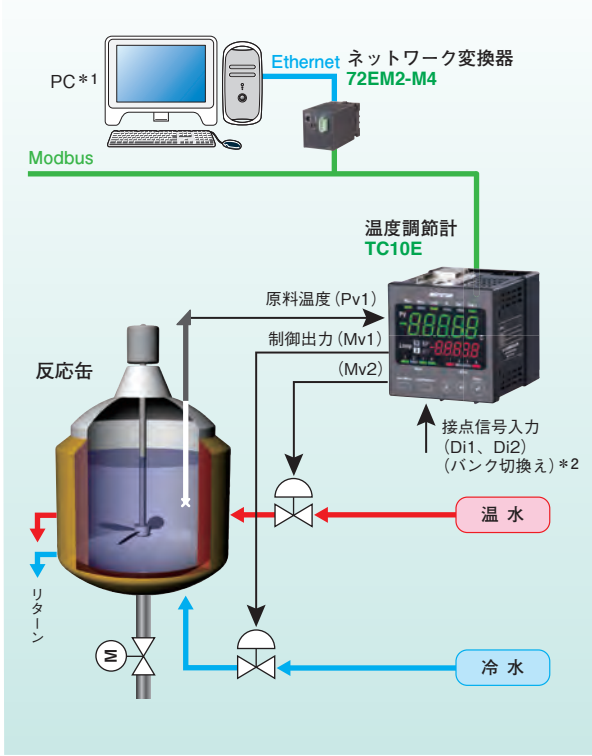 PC＊1
Ethernet
ネットワーク変換器
72EM2-M4
Modbus
温度調節計
TC10E
原料温度（Pv1）
制御出力（Mv1）
（Mv2）
反応缶
接点信号入力
（Di1、Di2）
（バンク切換え）＊2
温 水
リターン
M
冷 水